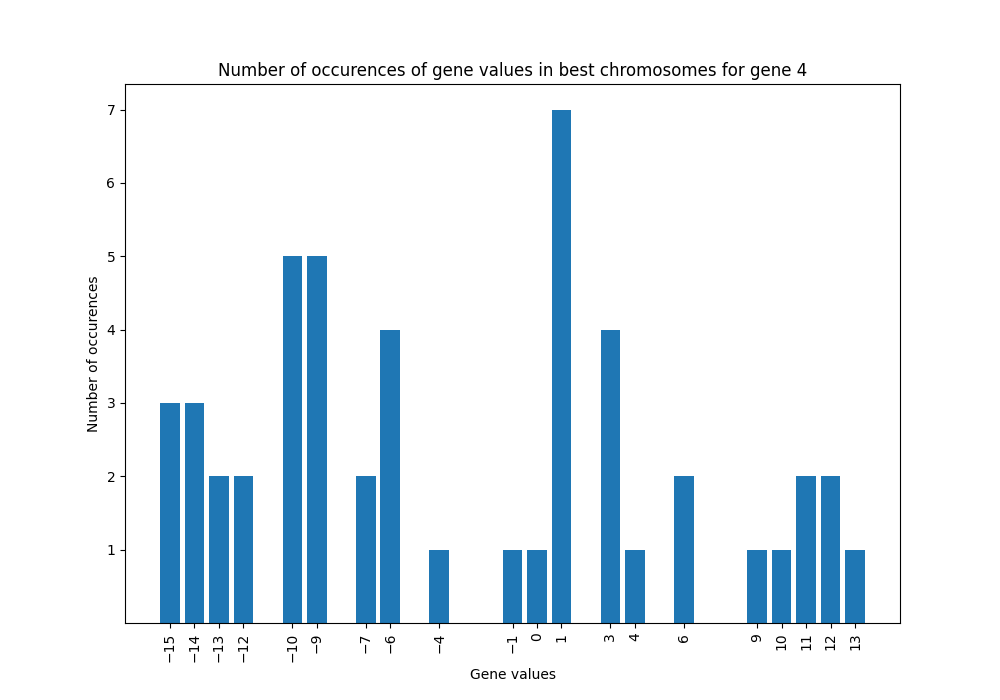 Number of occurences of gene values in best chromosomes for gene 4
Number of occurences
7
6
5
4
3
2
1
−15 −14 −13 −12 −10 −9 −7 −6 −4 −1 0 1 3 4 6 9 10 11 12 13
Gene values